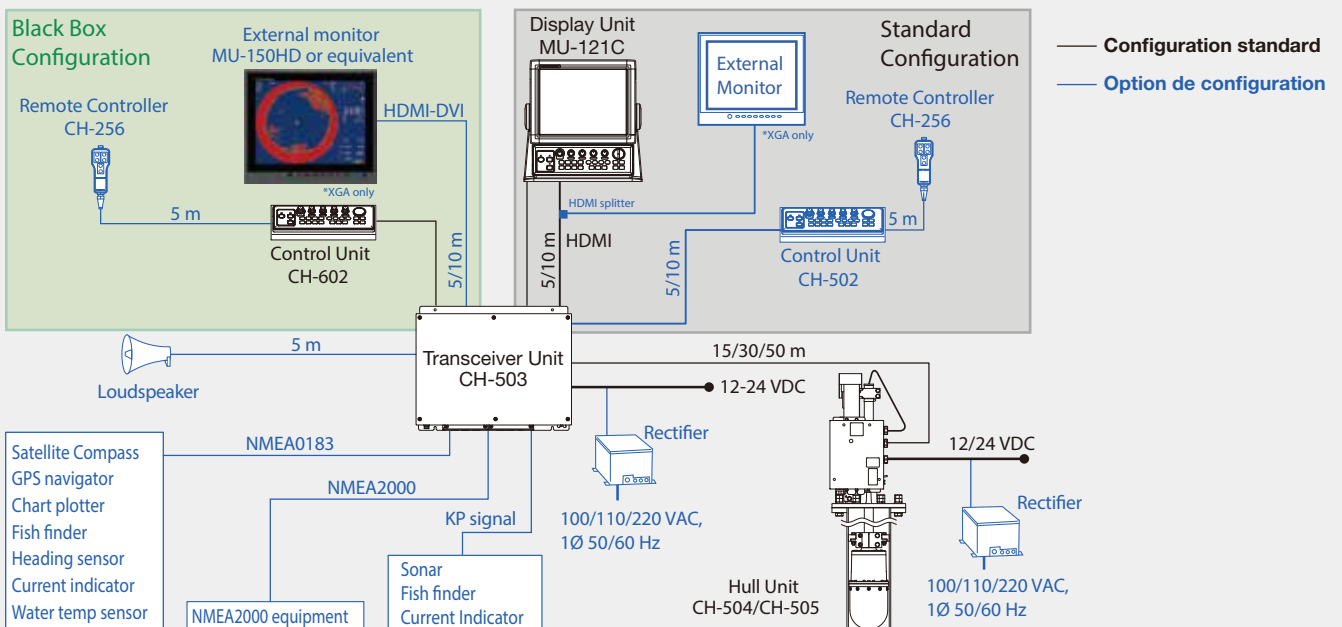 Black Box
Configuration
External monitor
MU-150HD or equivalent
Remote Controller
CH-256
HDMI-DVI
*XGA only
5 m
Control Unit
CH-602
5/10 m
Display Unit
MU-121C
External
Monitor
*XGA only
Standard
Configuration
Remote Controller
CH-256
HDMI splitter
HDMI
5/10 m
5/10 m
5 m
Control Unit
CH-502
Configuration standard
Option de configuration
5 m
Loudspeaker
Transceiver Unit
CH-503
15/30/50 m
12-24 VDC
Rectifier
100/110/220 VAC,
1Ø 50/60 Hz
12/24 VDC
Rectifier
100/110/220 VAC,
1Ø 50/60 Hz
Hull Unit
CH-504/CH-505
NMEA0183
Satellite Compass
GPS navigator
Chart plotter
Fish finder
Heading sensor
Current indicator
Water temp sensor
NMEA2000
NMEA2000 equipment
KP signal
Sonar
Fish finder
Current Indicator